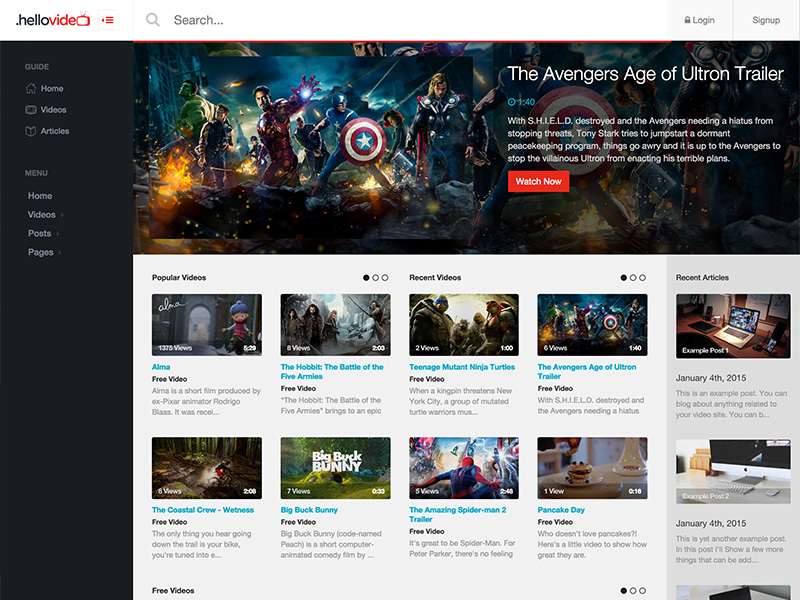 .hellovideo
Search...
Login
Signup
GUIDE
Home
Videos
Articles
MENU
Home
Videos
Posts
Pages
The Avengers Age of Ultron Trailer
1:40
With S.H.I.E.L.D. destroyed and the Avengers needing a hiatus from
stopping threats, Tony Stark tries to jumpstart a dormant
peacekeeping program, things go awry and it is up to the Avengers to
stop the villainous Ultron from enacting his terrible plans.
Watch Now
Popular Videos
alma
1375 Views
5:29
Alma
Free Video
Alma is a short film produced by
ex-Pixar animator Rodrigo
Blaas. It was recei...
8 Views
2:03
The Hobbit: The Battle of the
Five Armies
Free Video
"The Hobbit: The Battle of the
Five Armies" brings to an epic
8 Views
2:08
The Coastal Crew - Wetness
Free Video
The only thing you hear going
down the trail is your bike,
you're tuned into e...
Big Buck
BUNNY
7 Views
0:33
Big Buck Bunny
Free Video
Big Buck Bunny (code-named
Peach) is a short computer-
animated comedy film by ...
Recent Videos
2 Views
1:00
Teenage Mutant Ninja Turtles
Free Video
When a kingpin threatens New
York City, a group of mutated
turtle warriors mus...
6 Views
1:40
The Avengers Age of Ultron
Trailer
Free Video
With S.H.I.E.L.D. destroyed and
the Avengers needing a hiatus
5 Views
2:48
The Amazing Spider-man 2
Trailer
Free Video
It's great to be Spider-Man. For
Peter Parker, there's no feeling
1 View
0:16
Pancake Day
Free Video
Who doesn't love pancakes?!
Here's a little video to show how
great they are.
Recent Articles
Example Post 1
January 4th, 2015
This is an example post. You can
blog about anything related to
your video site. You can b...
Example Post 2
January 4th, 2015
This is yet another example post.
In this post I'll Show a few more
things that can be add...
Free Videos